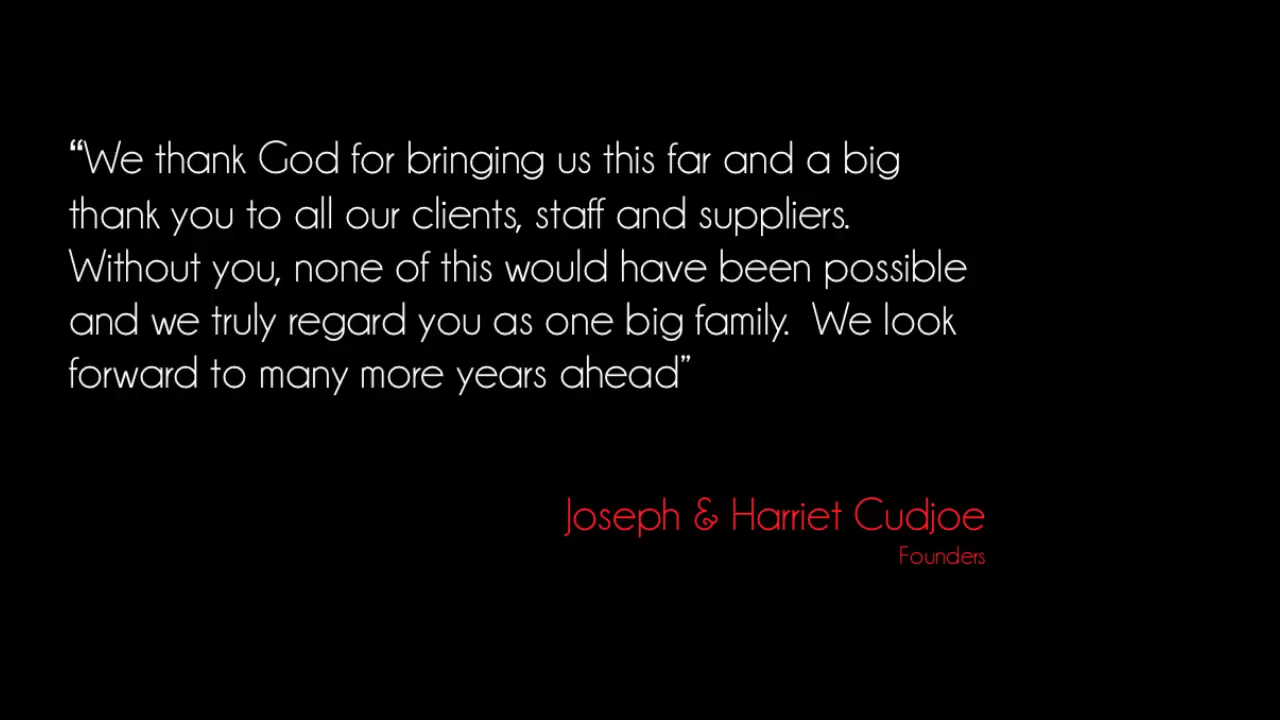 “We thank God for bringing us this far and a big
thank you to all our clients, staff and suppliers.
Without you, none of this would have been possible
and we truly regard you as one big family.  We look
forward to many more years ahead”
Joseph & Harriet Cudjoe
Founders